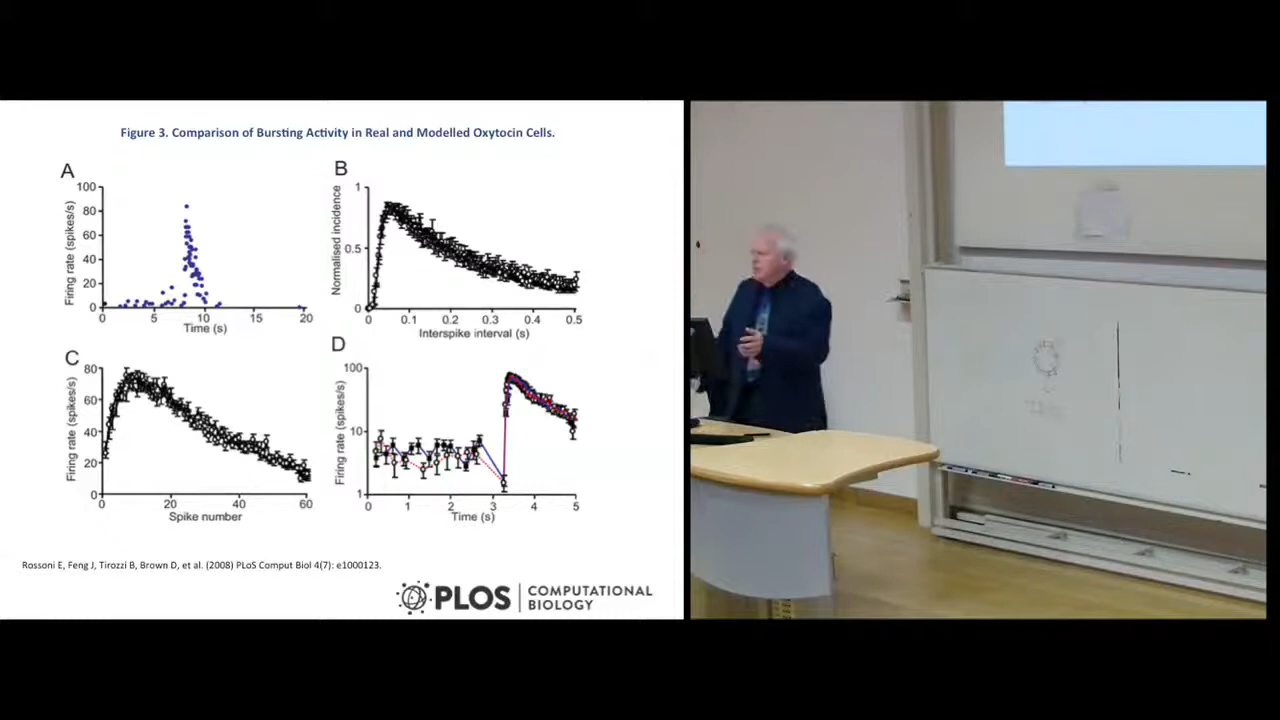 Figure 3. Comparison of Bursting Activity in Real and Modelled Oxytocin Cells.
A
Firing rate (spikes/s)
100
80
60
40
20
0
0 5 10 15 20
Time (s)
B
Normalised incidence
1
0.5
0
0 0.1 0.2 0.3 0.4 0.5
Interspike interval (s)
C
Firing rate (spikes/s)
80
60
40
20
0
0 20 40 60
Spike number
D
Firing rate (spikes/s)
100
10
1
0 1 2 3 4 5
Time (s)
Rossoni E, Feng J, Tirozzi B, Brown D, et al. (2008) PLoS Comput Biol 4(7): e1000123.
PLOS COMPUTATIONAL
BIOLOGY